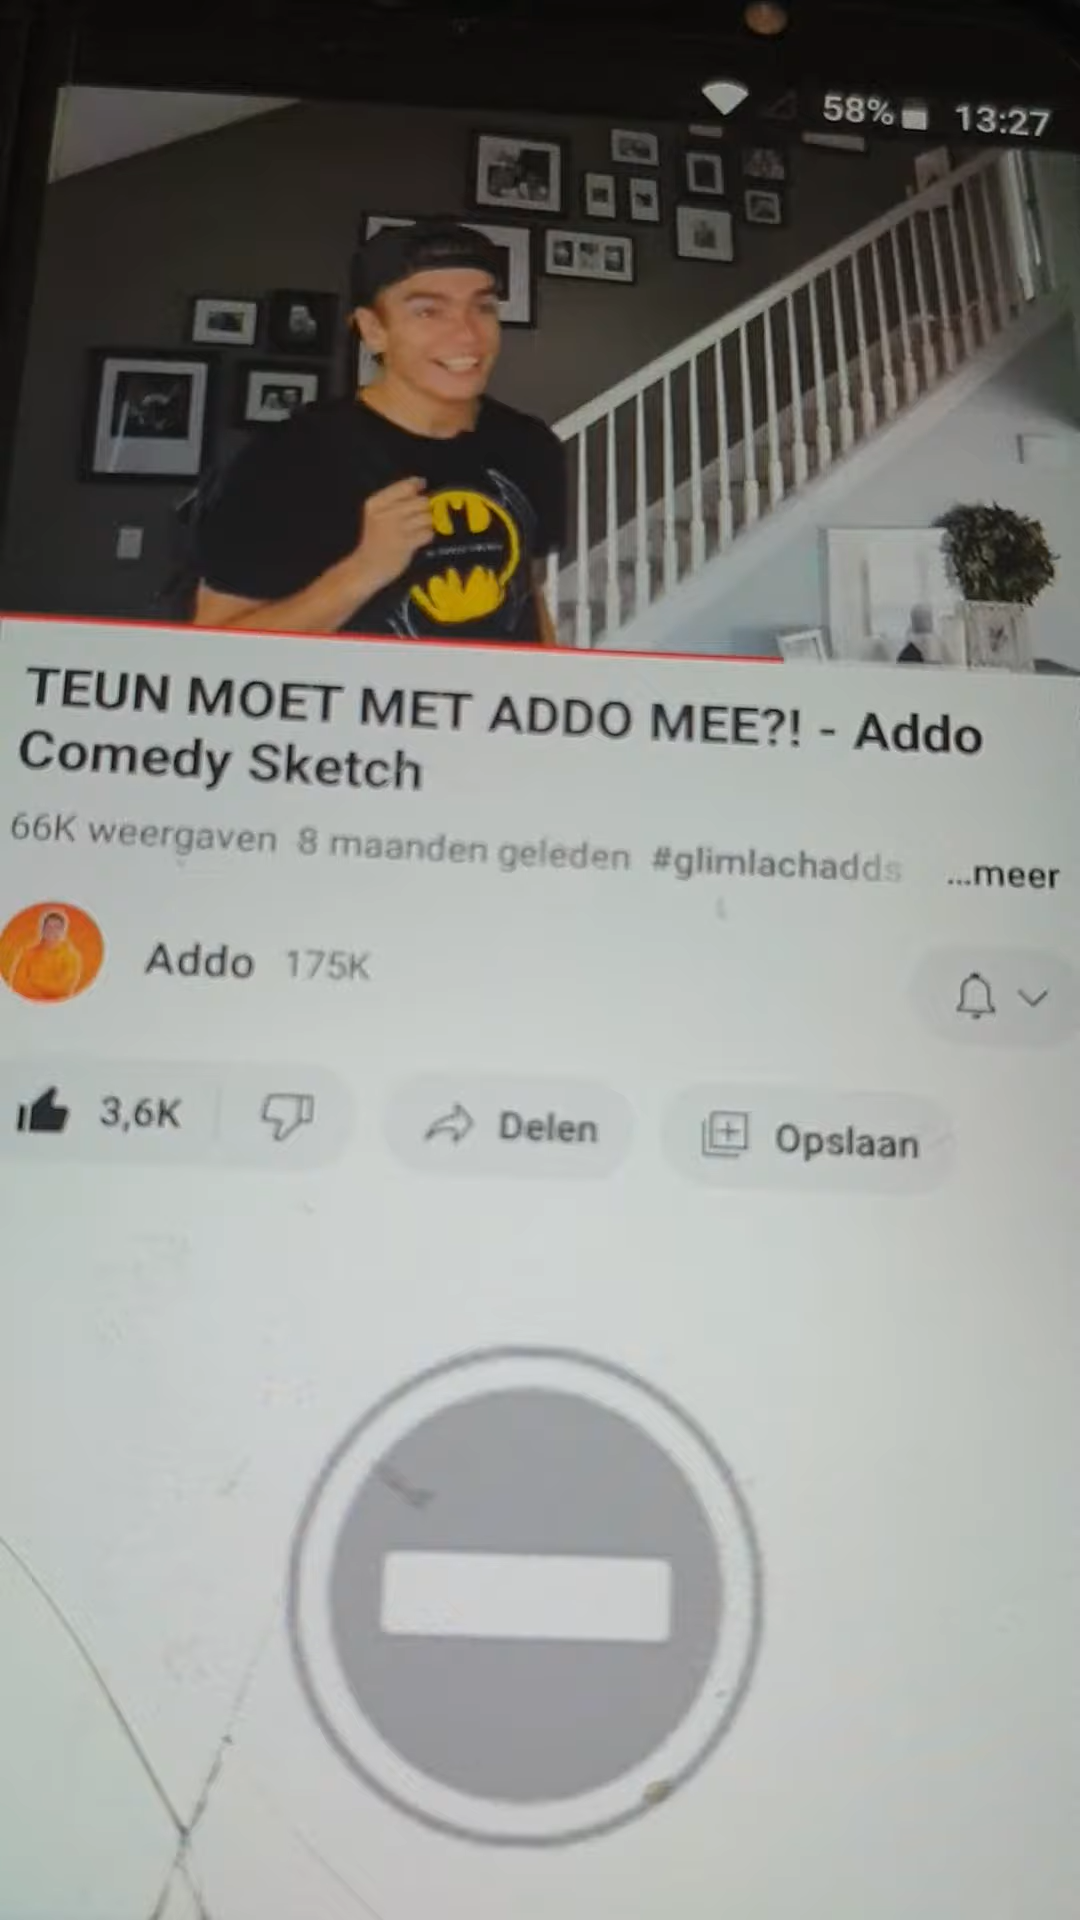 58% 13:27
TEUN MOET MET ADDO MEE?! - Addo
Comedy Sketch
66K weergaven 8 maanden geleden #glimlachadds ...meer
Addo 175K
3,6K Delen Opslaan